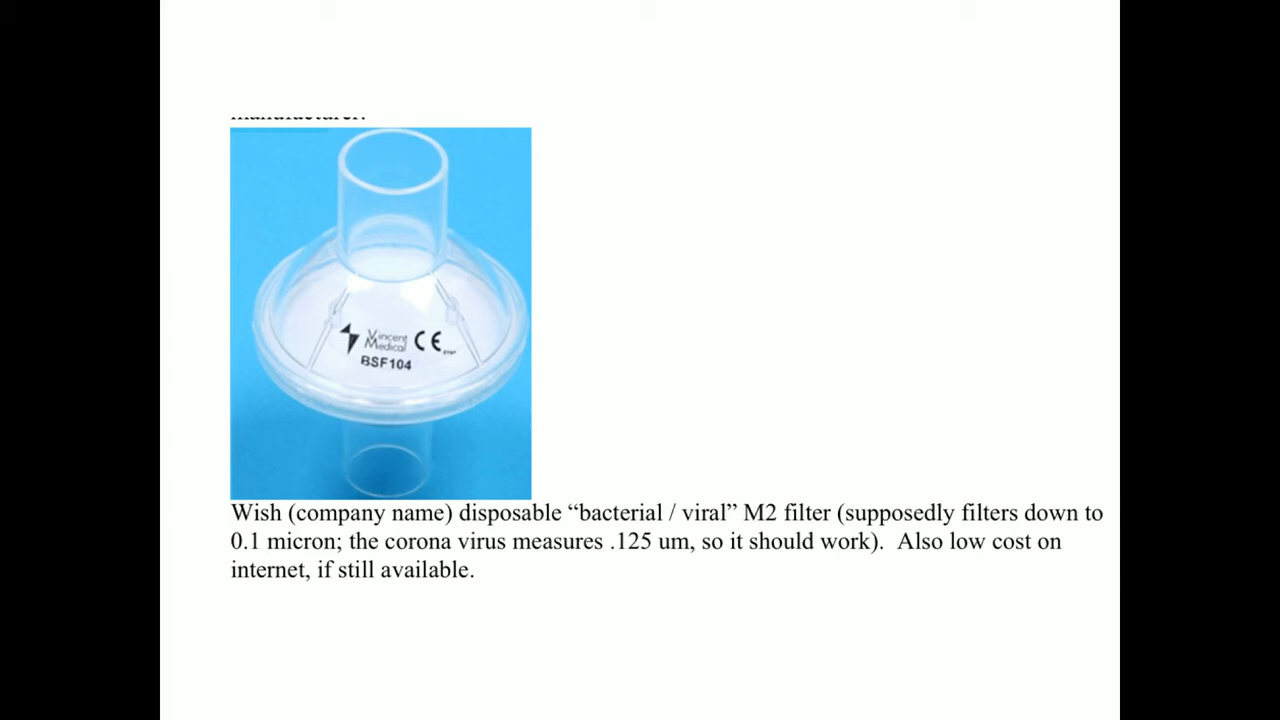 manufacturer.
Vincent
Medical
CE
BSF104
Wish (company name) disposable “bacterial / viral” M2 filter (supposedly filters down to
0.1 micron; the corona virus measures .125 um, so it should work).  Also low cost on
internet, if still available.